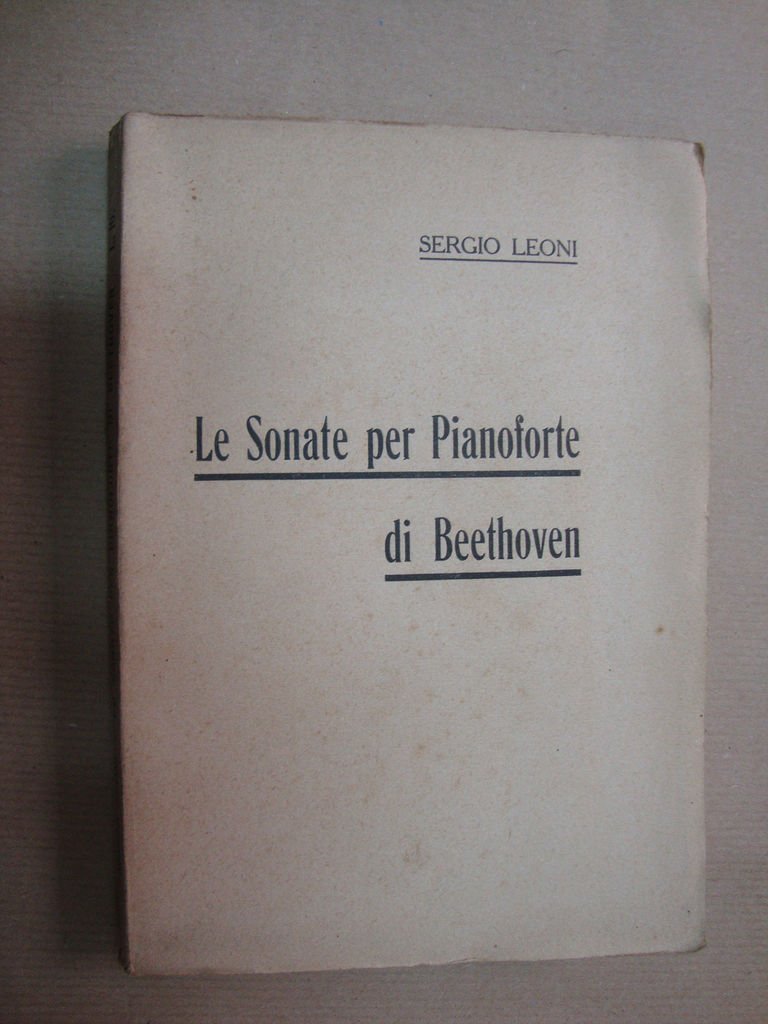 SERGIO LEONI
Le Sonate per Pianoforte
di Beethoven